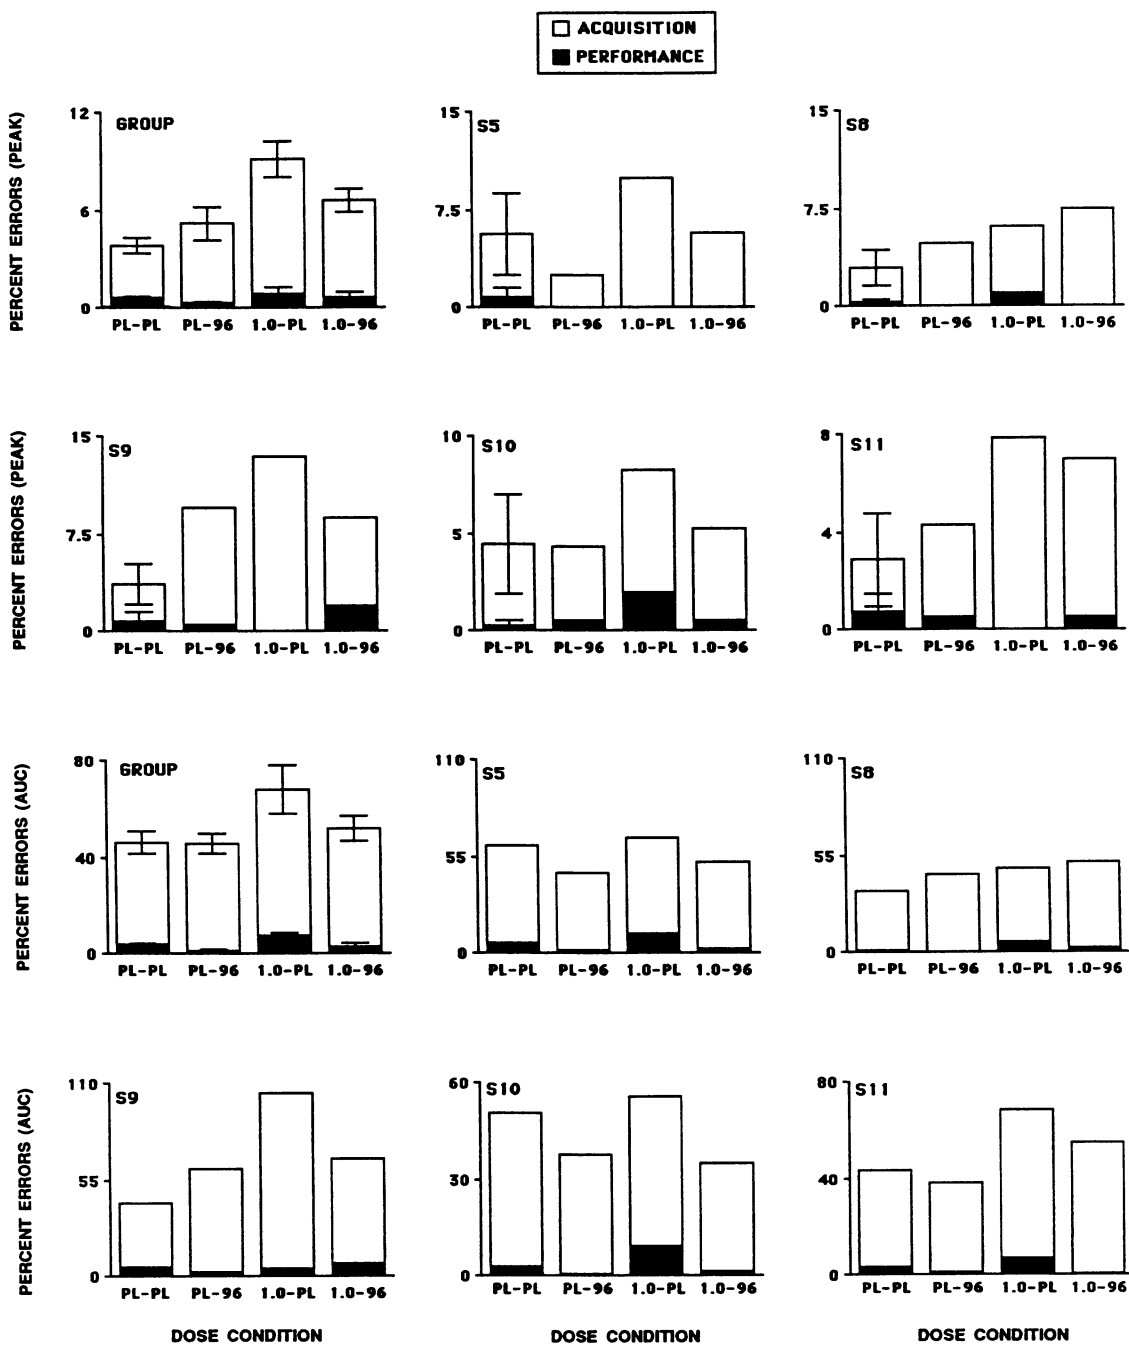 ACQUISITION
PERFORMANCE
PERCENT ERRORS (PEAK)
12
6
0
GROUP
PL-PL PL-96 1.0-PL 1.0-96
15
7.5
0
S5
PL-PL PL-96 1.0-PL 1.0-96
15
7.5
0
S8
PL-PL PL-96 1.0-PL 1.0-96
PERCENT ERRORS (PEAK)
15
7.5
0
S9
PL-PL PL-96 1.0-PL 1.0-96
10
5
0
S10
PL-PL PL-96 1.0-PL 1.0-96
8
4
0
S11
PL-PL PL-96 1.0-PL 1.0-96
PERCENT ERRORS (AUC)
80
40
0
GROUP
PL-PL PL-96 1.0-PL 1.0-96
110
55
0
S5
PL-PL PL-96 1.0-PL 1.0-96
110
55
0
S8
PL-PL PL-96 1.0-PL 1.0-96
PERCENT ERRORS (AUC)
110
55
0
S9
PL-PL PL-96 1.0-PL 1.0-96
60
30
0
S10
PL-PL PL-96 1.0-PL 1.0-96
80
40
0
S11
PL-PL PL-96 1.0-PL 1.0-96
DOSE CONDITION
DOSE CONDITION
DOSE CONDITION